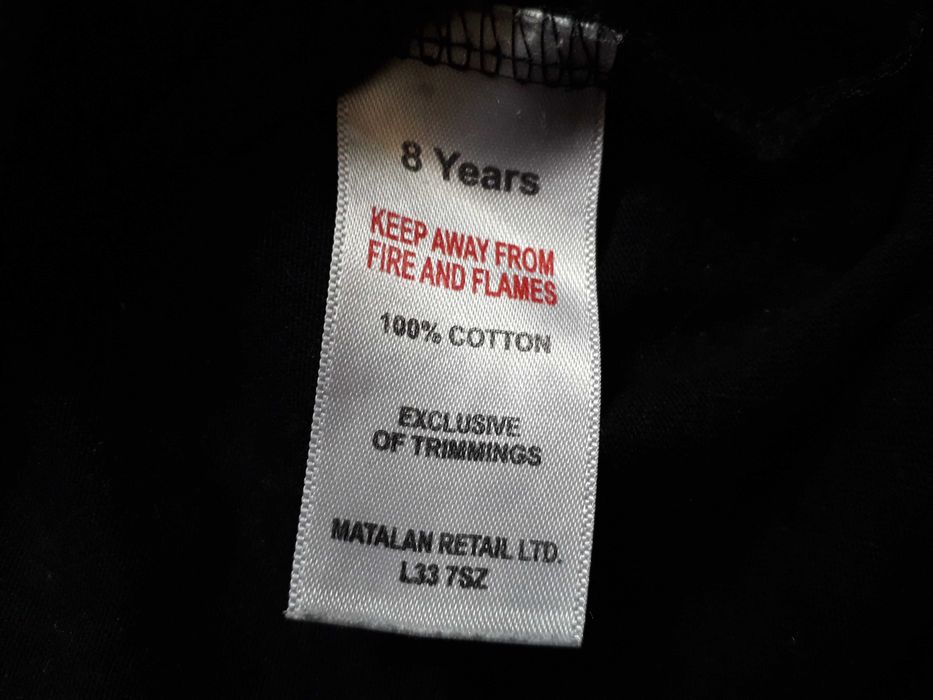 8 Years
KEEP AWAY FROM
FIRE AND FLAMES
100% COTTON
EXCLUSIVE
OF TRIMMINGS
MATALAN RETAIL LTD.
L33 7SZ